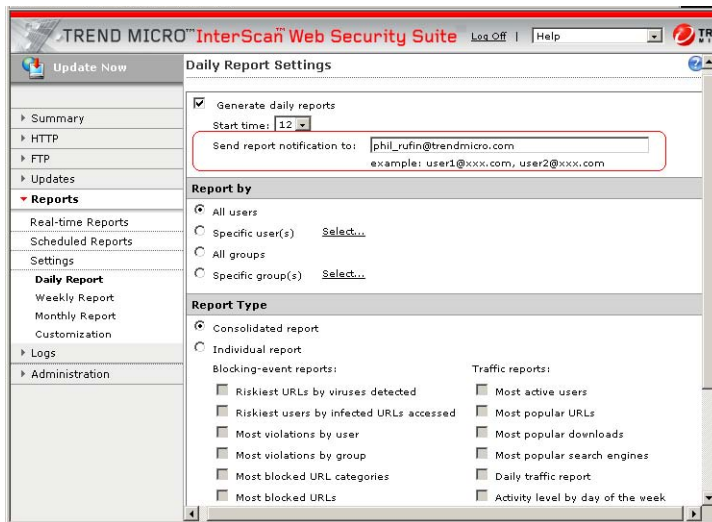 TREND MICRO™ InterScan™ Web Security Suite Log Off | Help
Update Now
Daily Report Settings
Generate daily reports
Start time: 12
Send report notification to: phil_rufin@trendmicro.com
example: user1@xxx.com, user2@xxx.com
Summary
HTTP
FTP
Updates
Reports
Real-time Reports
Scheduled Reports
Settings
Daily Report
Weekly Report
Monthly Report
Customization
Logs
Administration
Report by
All users
Specific user(s) Select...
All groups
Specific group(s) Select...
Report Type
Consolidated report
Individual report
Blocking-event reports: Traffic reports:
Riskiest URLs by viruses detected Most active users
Riskiest users by infected URLs accessed Most popular URLs
Most violations by user Most popular downloads
Most violations by group Most popular search engines
Most blocked URL categories Daily traffic report
Most blocked URLs Activity level by day of the week